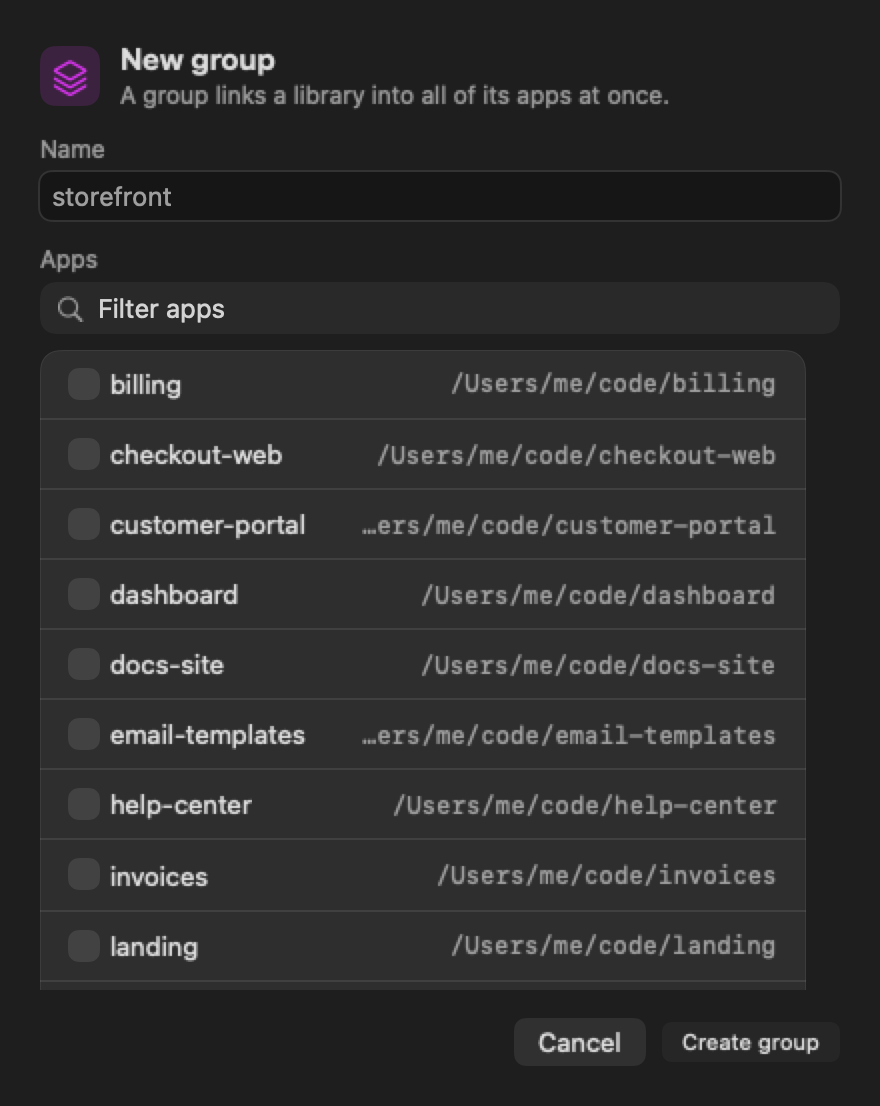 New group
A group links a library into all of its apps at once.
Name
storefront
Apps
Filter apps
billing /Users/me/code/billing
checkout-web /Users/me/code/checkout-web
customer-portal …ers/me/code/customer-portal
dashboard /Users/me/code/dashboard
docs-site /Users/me/code/docs-site
email-templates …ers/me/code/email-templates
help-center /Users/me/code/help-center
invoices /Users/me/code/invoices
landing /Users/me/code/landing
Cancel Create group